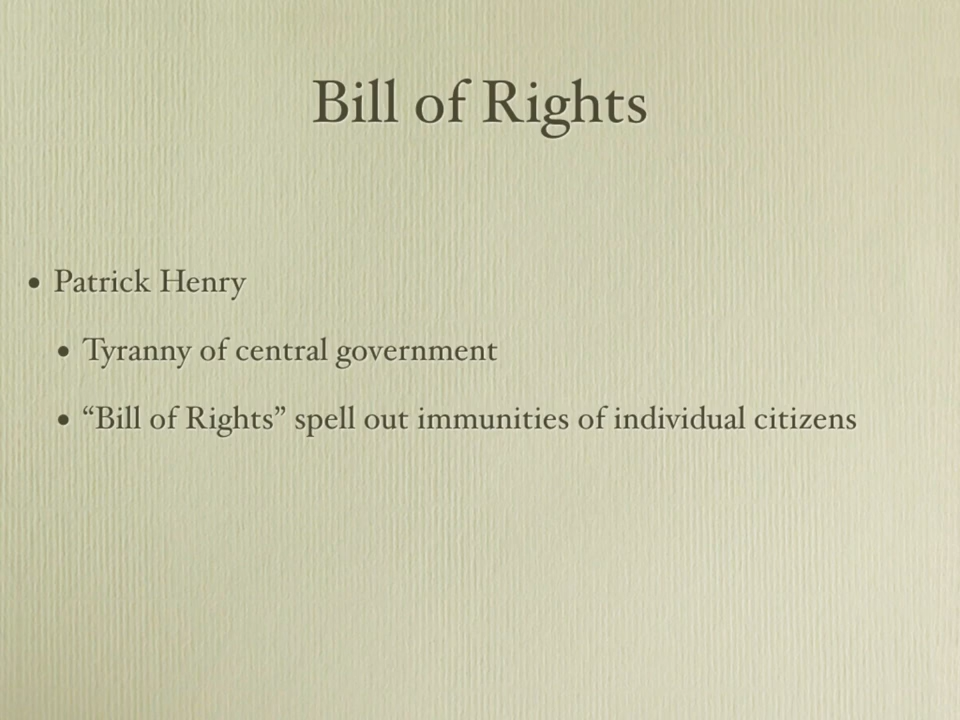 Bill of Rights
• Patrick Henry
• Tyranny of central government
• “Bill of Rights” spell out immunities of individual citizens